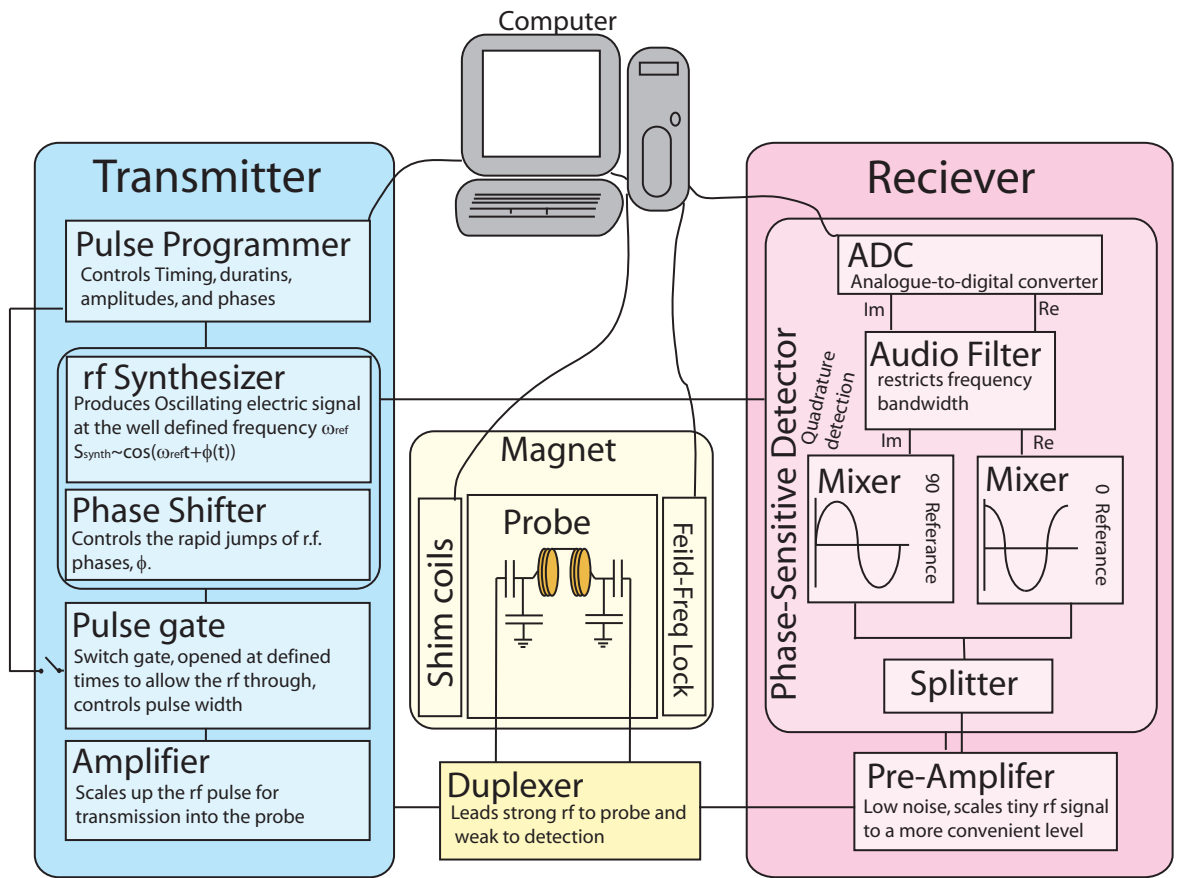 Computer
Transmitter
Pulse Programmer
Controls Timing, duratins,
amplitudes, and phases
rf Synthesizer
Produces Oscillating electric signal
at the well defined frequency ωref
Ssynth~cos(ωreft+ϕ(t))
Phase Shifter
Controls the rapid jumps of r.f.
phases, ϕ.
Pulse gate
Switch gate, opened at defined
times to allow the rf through,
controls pulse width
Amplifier
Scales up the rf pulse for
transmission into the probe
Magnet
Shim coils
Probe
Feild-Freq Lock
Duplexer
Leads strong rf to probe and
weak to detection
Reciever
Phase-Sensitive Detector
ADC
Analogue-to-digital converter
Im
Re
Audio Filter
restricts frequency
bandwidth
Quadrature
detection
Im
Re
Mixer
90 Referance
Mixer
0 Referance
Splitter
Pre-Amplifer
Low noise, scales tiny rf signal
to a more convenient level